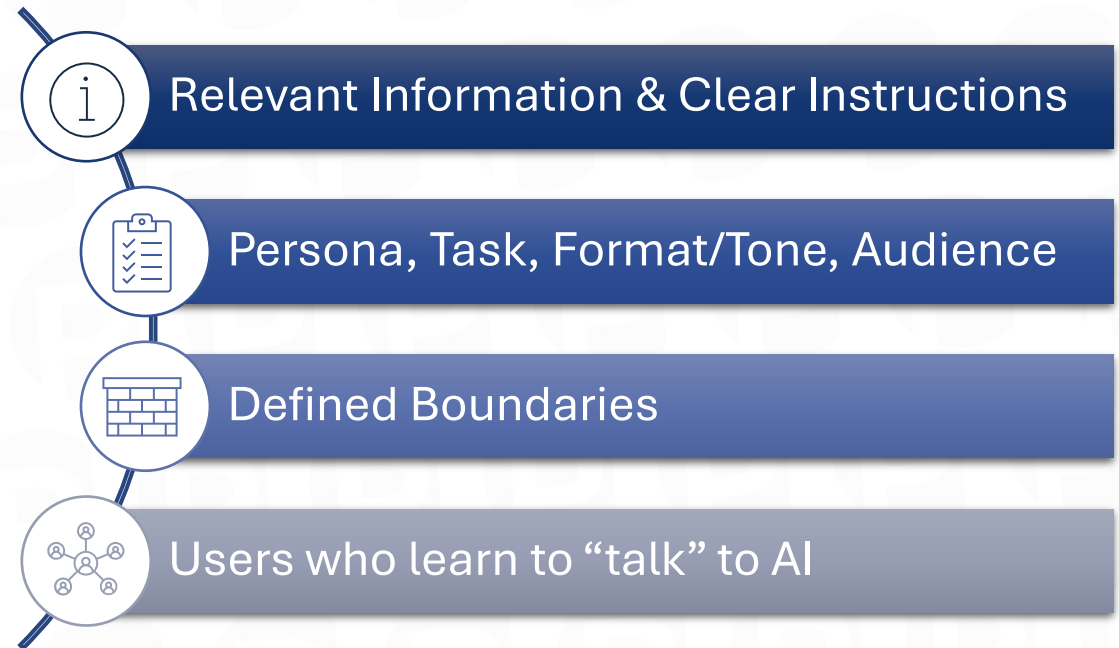 Relevant Information & Clear Instructions
Persona, Task, Format/Tone, Audience
Defined Boundaries
Users who learn to “talk” to AI